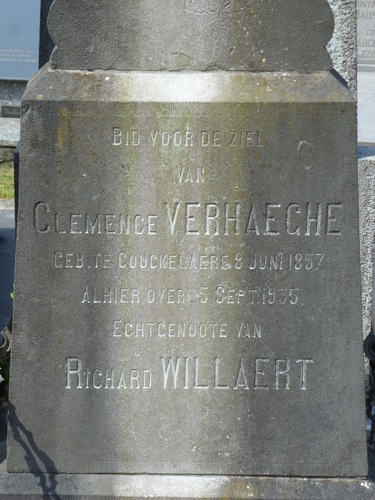 BID VOOR DE ZIEL
VAN
CLEMENCE VERHAEGHE
GEB. TE COUCKELAERE 8 JUNI 1857
ALHIER OVERL 5 SEPT. 1935
ECHTGENOOTE VAN
RICHARD WILLAERT